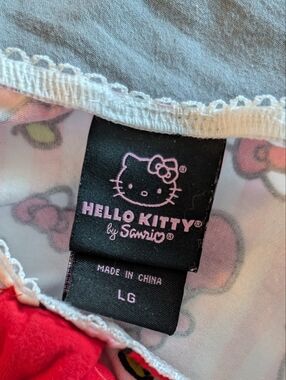 HELLO KITTY®
by Sanrio®
MADE IN CHINA
LG